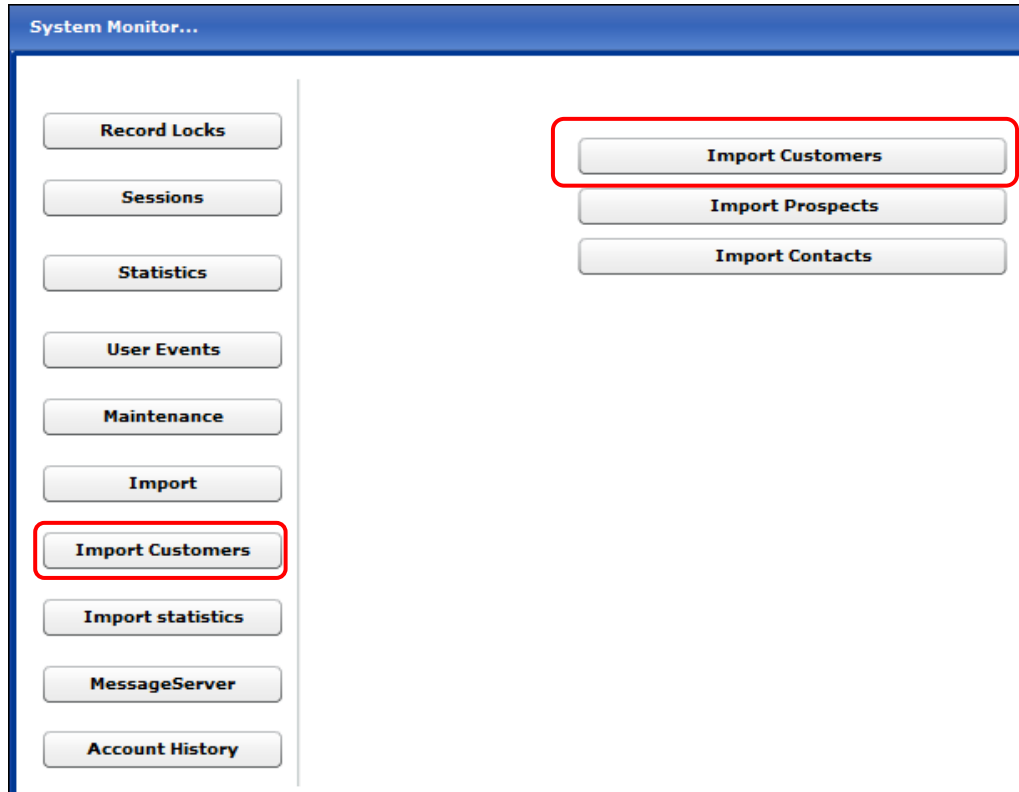 System Monitor...
Record Locks
Sessions
Statistics
User Events
Maintenance
Import
Import Customers
Import statistics
MessageServer
Account History
Import Customers
Import Prospects
Import Contacts